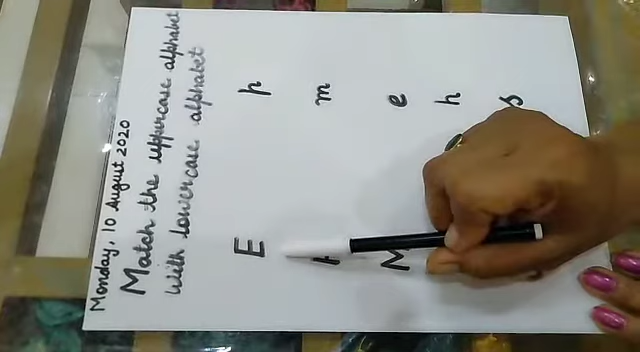 Monday, 10 August 2020
Match the uppercase alphabet
with lowercase alphabet
E p
m
M e
h
s